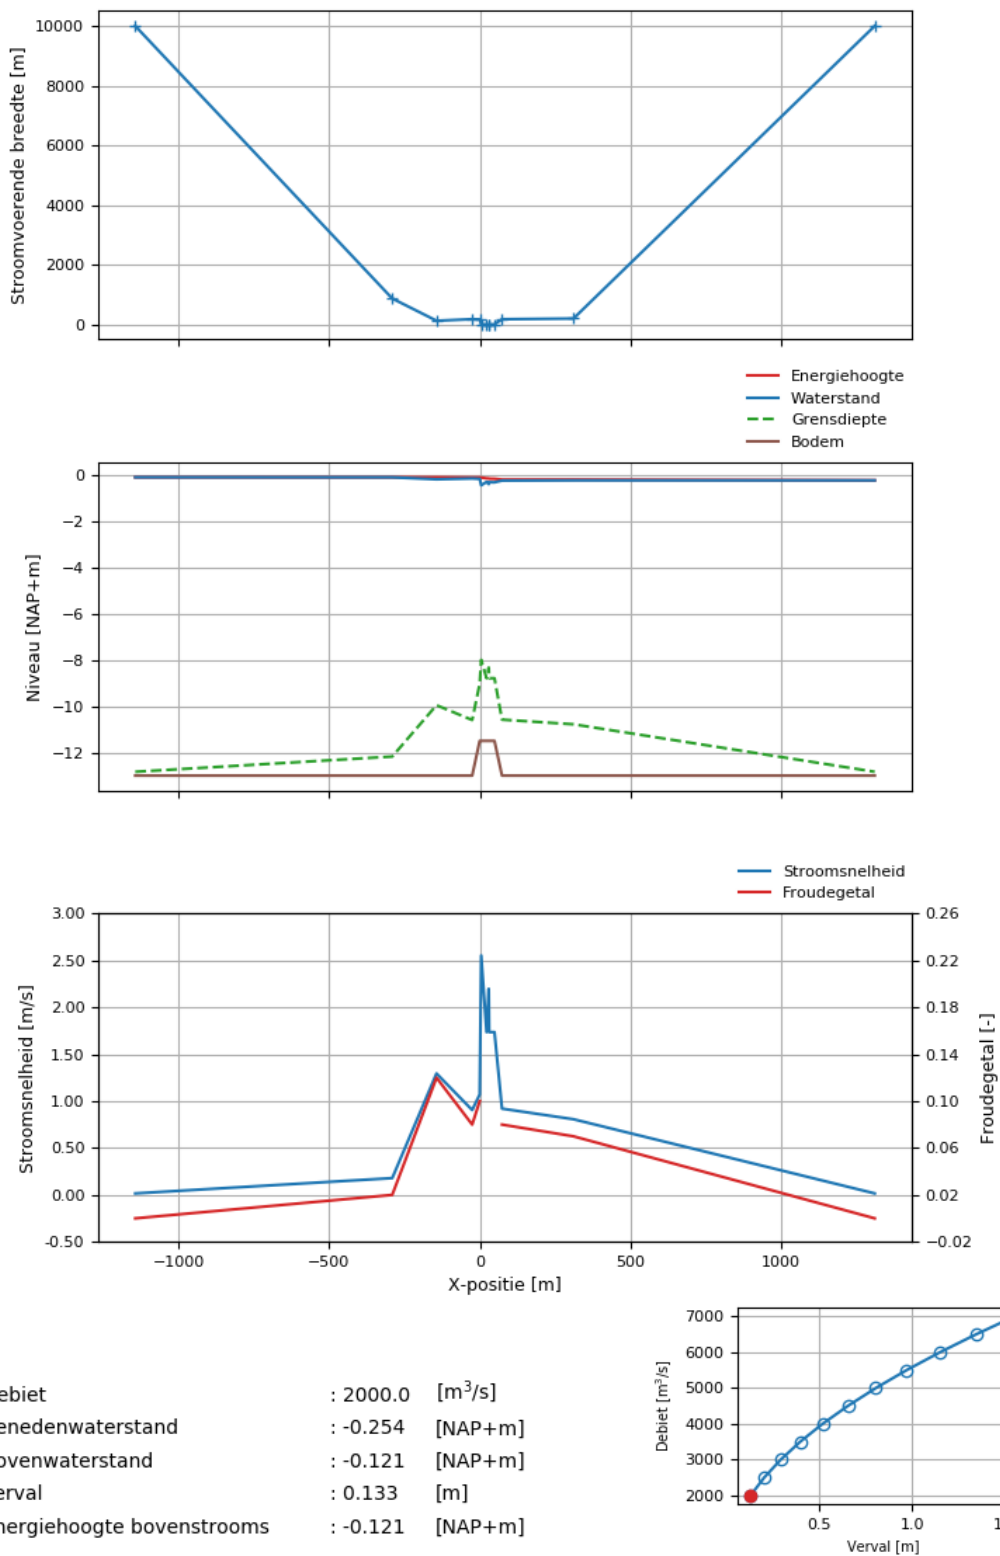 10000
8000
6000
4000
2000
0
Stroomvoerende breedte [m]
Energiehoogte
Waterstand
Grensdiepte
Bodem
0
−2
−4
−6
−8
−10
−12
Niveau [NAP+m]
Stroomsnelheid
Froudegetal
3.00
2.50
2.00
1.50
1.00
0.50
0.00
−0.50
Stroomsnelheid [m/s]
0.26
0.22
0.18
0.14
0.10
0.06
0.02
−0.02
Froudegetal [-]
−1000 −500 0 500 1000
X-positie [m]
ebiet : 2000.0 [m³/s]
enedenwaterstand : -0.254 [NAP+m]
ovenwaterstand : -0.121 [NAP+m]
erval : 0.133 [m]
nergiehoogte bovenstrooms : -0.121 [NAP+m]
7000
6000
5000
4000
3000
2000
Debiet [m³/s]
0.5 1.0 1
Verval [m]